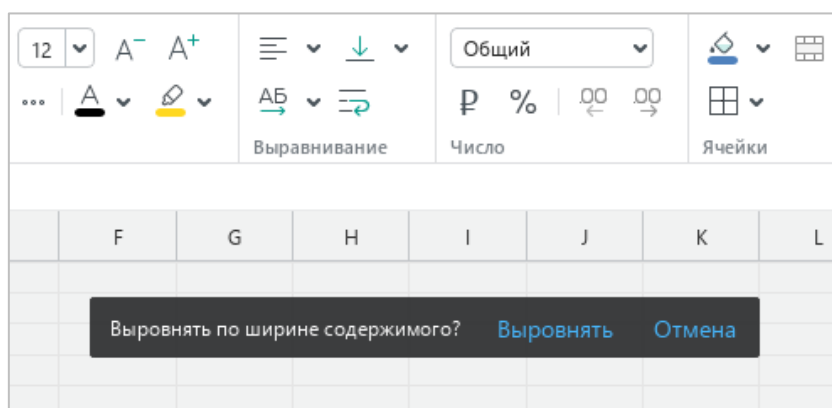 12 A− A+ Общий
А АБ ₽ % .00 .00
Выравнивание Число Ячейки
F G H I J K L
Выровнять по ширине содержимого? Выровнять Отмена